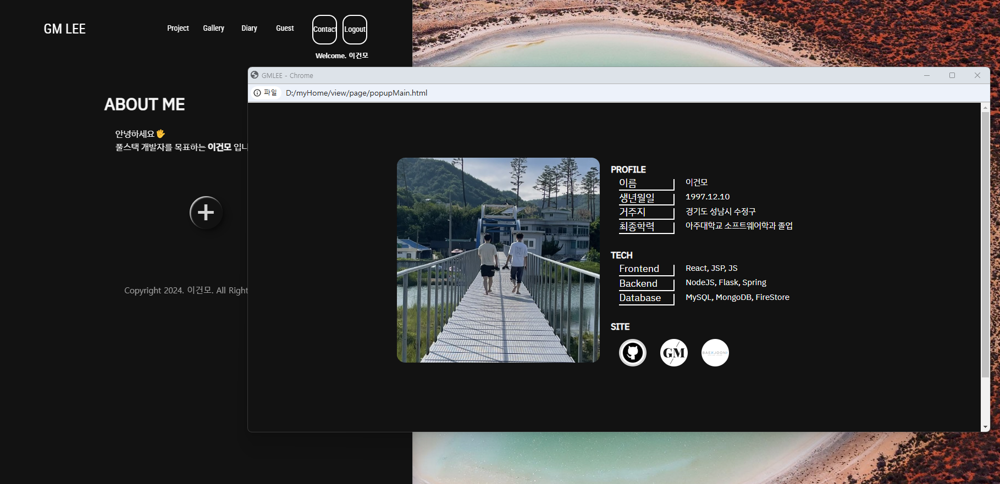 GM LEE
Project
Gallery
Diary
Guest
Contact
Logout
Welcome. 이건모
ABOUT ME
안녕하세요🖐
풀스택 개발자를 목표하는 이건모 입니
Copyright 2024. 이건모. All Right
GMLEE - Chrome
파일
D:/myHome/view/page/popupMain.html
PROFILE
이름 이건모
생년월일 1997.12.10
거주지 경기도 성남시 수정구
최종학력 아주대학교 소프트웨어학과 졸업
TECH
Frontend React, JSP, JS
Backend NodeJS, Flask, Spring
Database MySQL, MongoDB, FireStore
SITE
GM
BAERJOONI